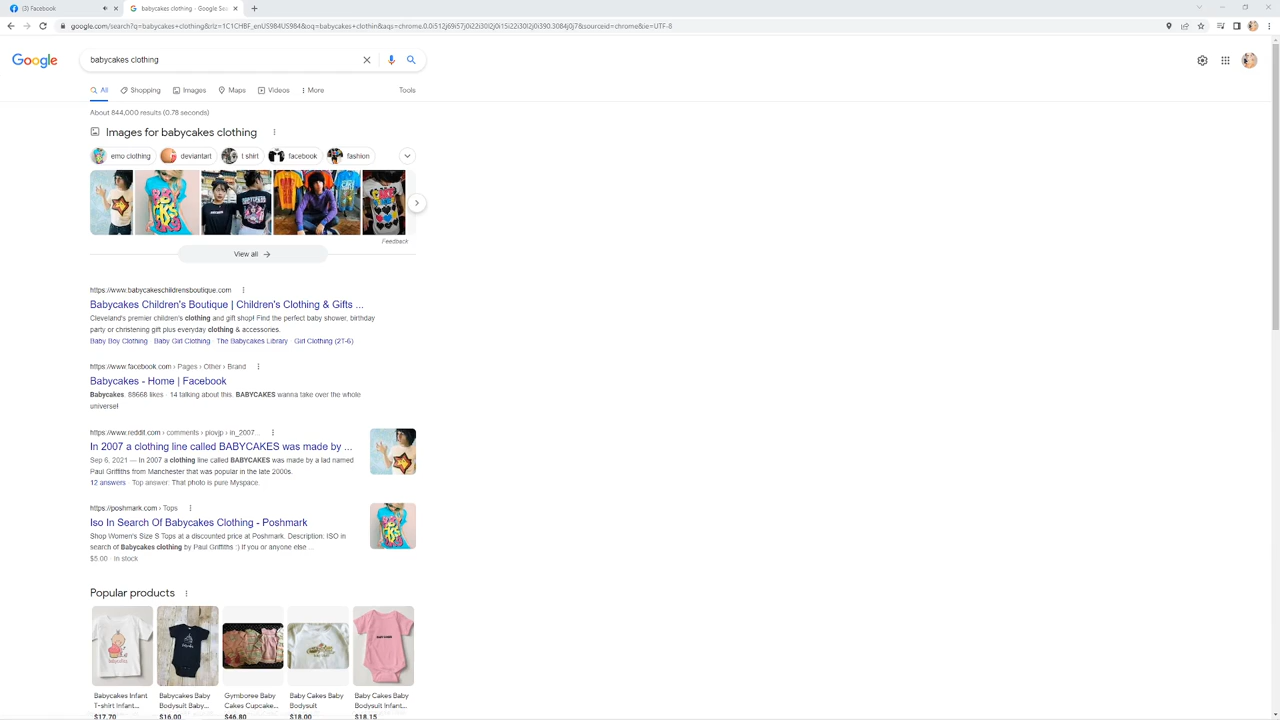 (3) Facebook
babycakes clothing - Google Sea
google.com/search?q=babycakes+clothing&rlz=1C1CHBF_enUS984US984&oq=babycakes+clothin&aqs=chrome.0.0i512j69i57j0i22i30l2j0i15i22i30l2j0i390.3084j0j7&sourceid=chrome&ie=UTF-8
Google
babycakes clothing
All Shopping Images Maps Videos More Tools
About 844,000 results (0.78 seconds)
Images for babycakes clothing
emo clothing deviantart t shirt facebook fashion
Feedback
View all
https://www.babycakeschildrensboutique.com
Babycakes Children's Boutique | Children's Clothing & Gifts ...
Cleveland's premier children's clothing and gift shop! Find the perfect baby shower, birthday
party or christening gift plus everyday clothing & accessories.
Baby Boy Clothing · Baby Girl Clothing · The Babycakes Library · Girl Clothing (2T-6)
https://www.facebook.com › Pages › Other › Brand
Babycakes - Home | Facebook
Babycakes. 88668 likes · 14 talking about this. BABYCAKES wanna take over the whole
universe!
https://www.reddit.com › comments › piovjp › in_2007...
In 2007 a clothing line called BABYCAKES was made by ...
Sep 6, 2021 — In 2007 a clothing line called BABYCAKES was made by a lad named
Paul Griffiths from Manchester that was popular in the late 2000s.
12 answers · Top answer: That photo is pure Myspace.
https://poshmark.com › Tops
Iso In Search Of Babycakes Clothing - Poshmark
Shop Women's Size S Tops at a discounted price at Poshmark. Description: ISO in
search of Babycakes clothing by Paul Griffiths :) If you or anyone else ...
$5.00 · In stock
Popular products
Babycakes Infant
T-shirt Infant...
$17.70
Babycakes Baby
Bodysuit Baby...
$16.00
Gymboree Baby
Cakes Cupcake...
$46.80
Baby Cakes Baby
Bodysuit
$18.00
Baby Cakes Baby
Bodysuit Infant...
$18.15